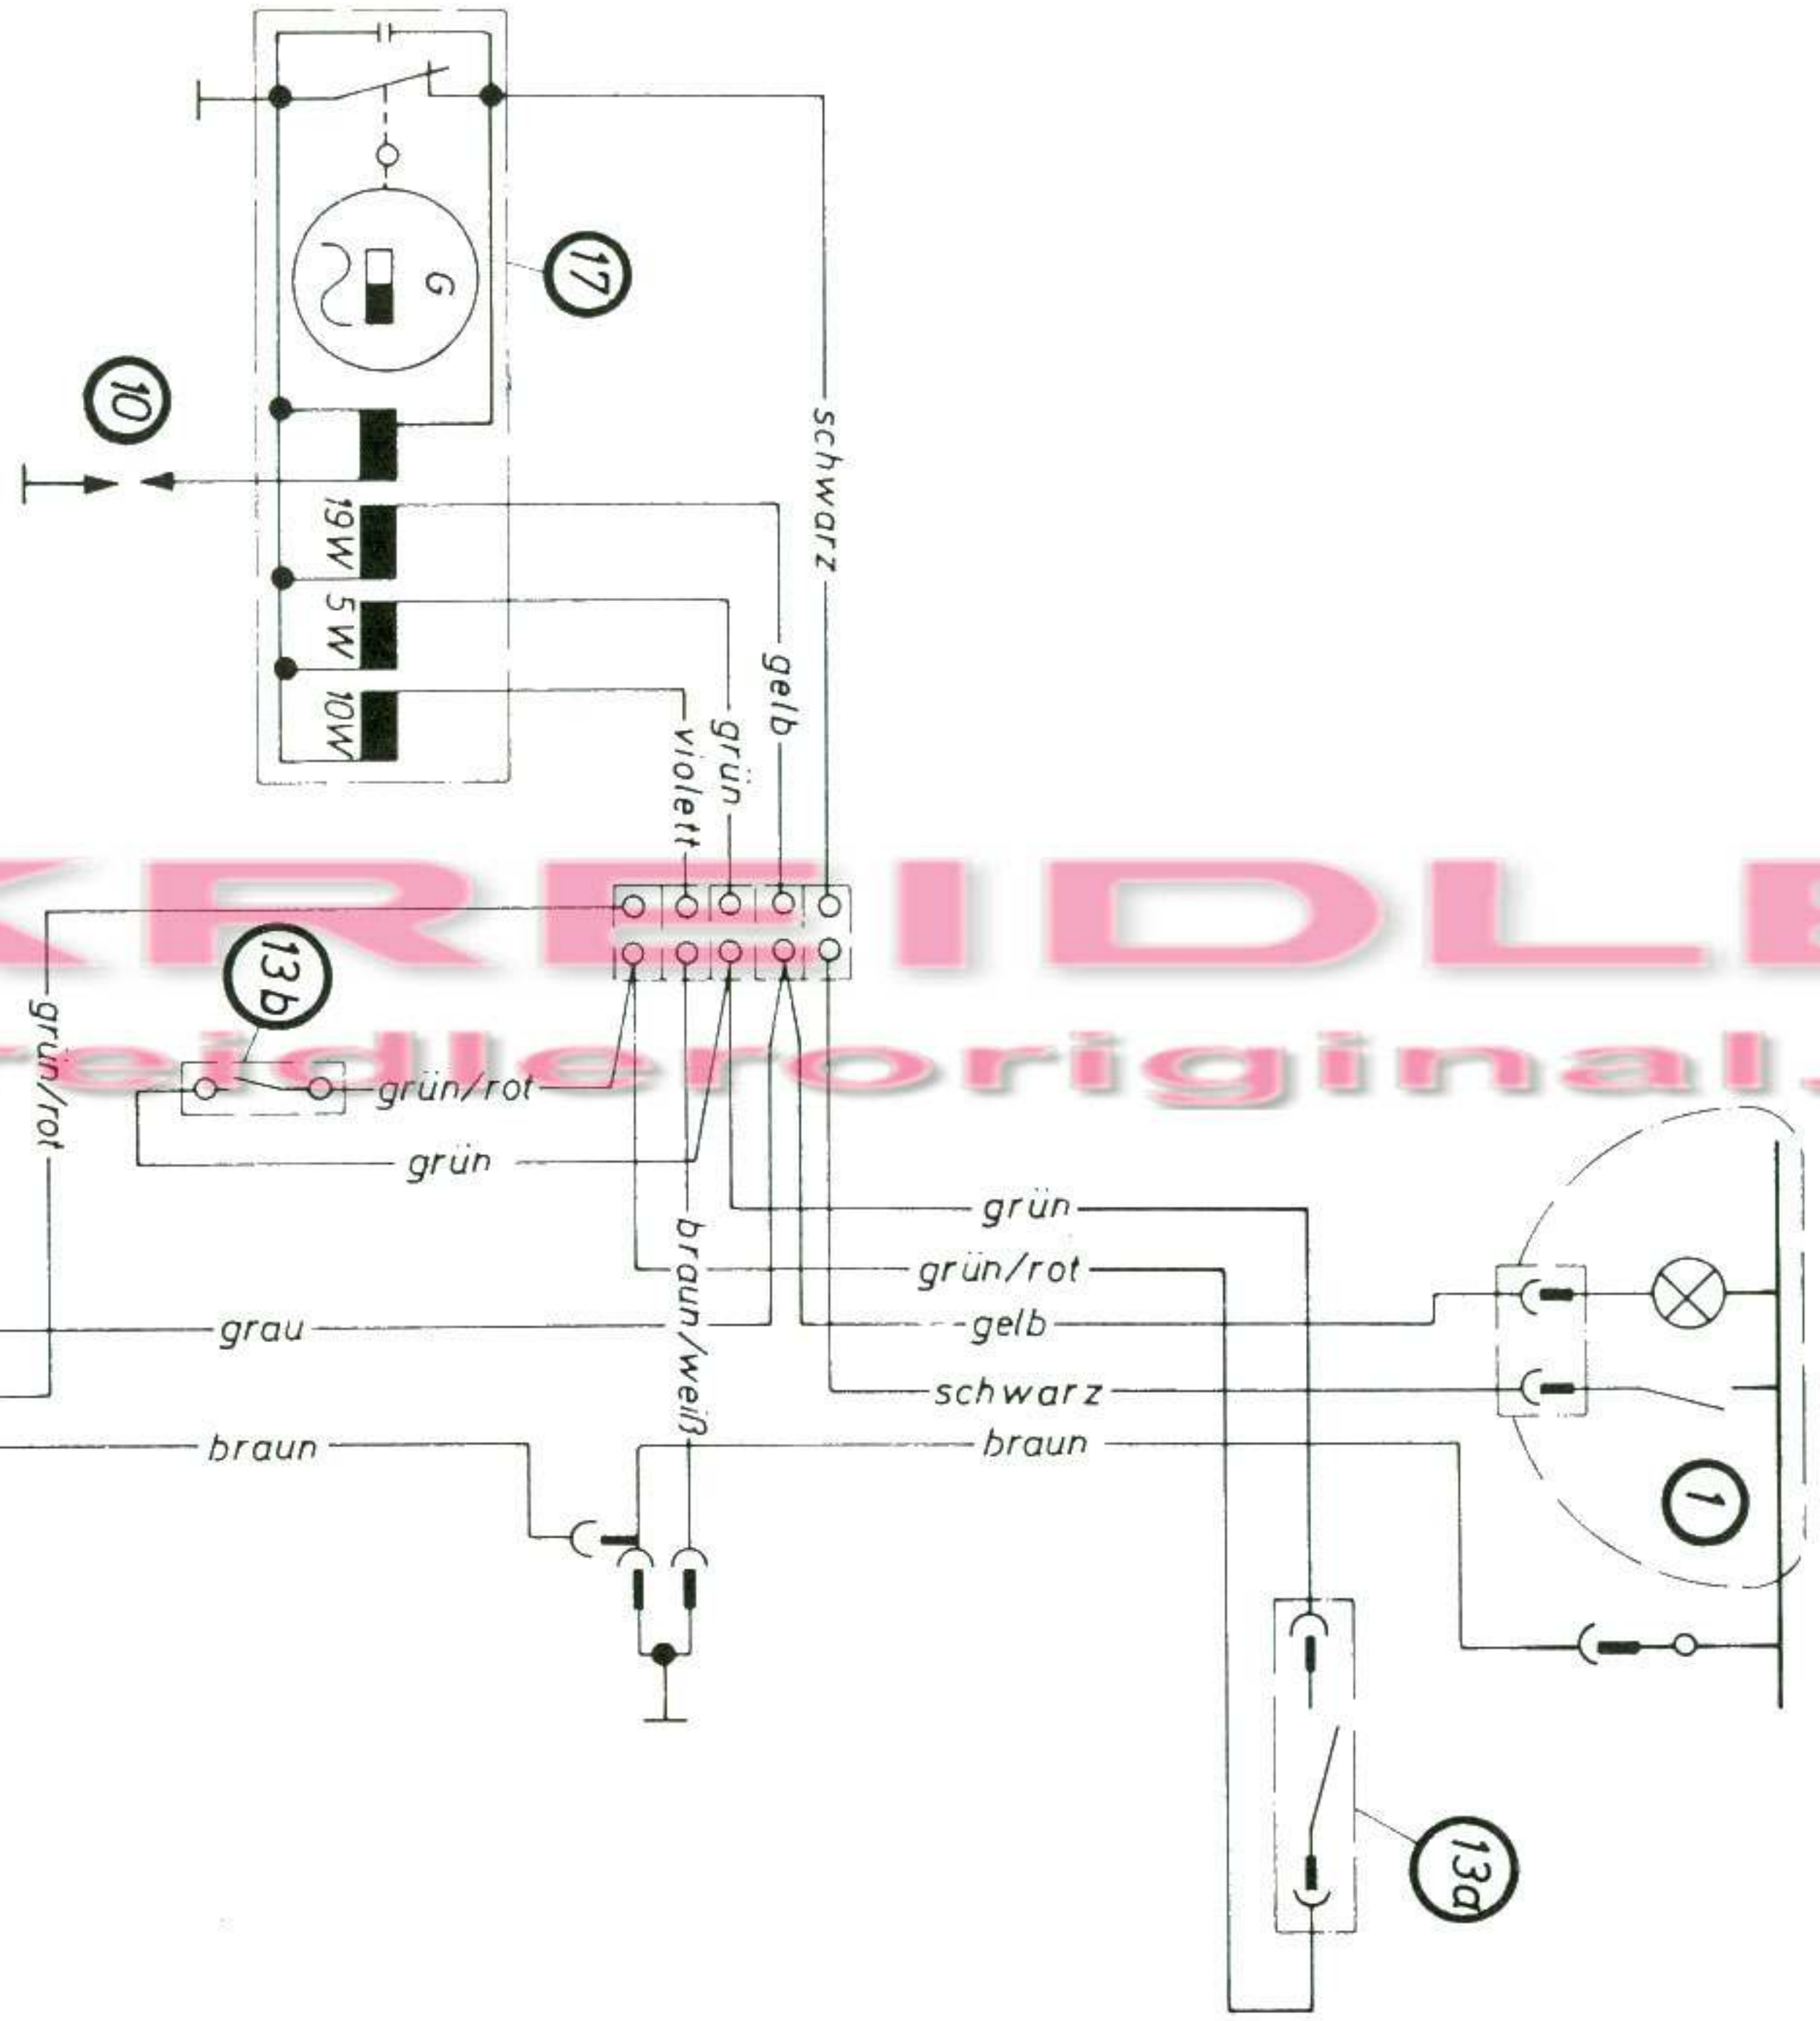 G
17
10
schwarz
19W
5W
10W
gelb
grün
violett
KREIDLE
13b
grün/rot
reidleroriginal.
grün/rot
grün
grün
grün/rot
braun/weiß
gelb
grau
schwarz
braun
braun
1
13a